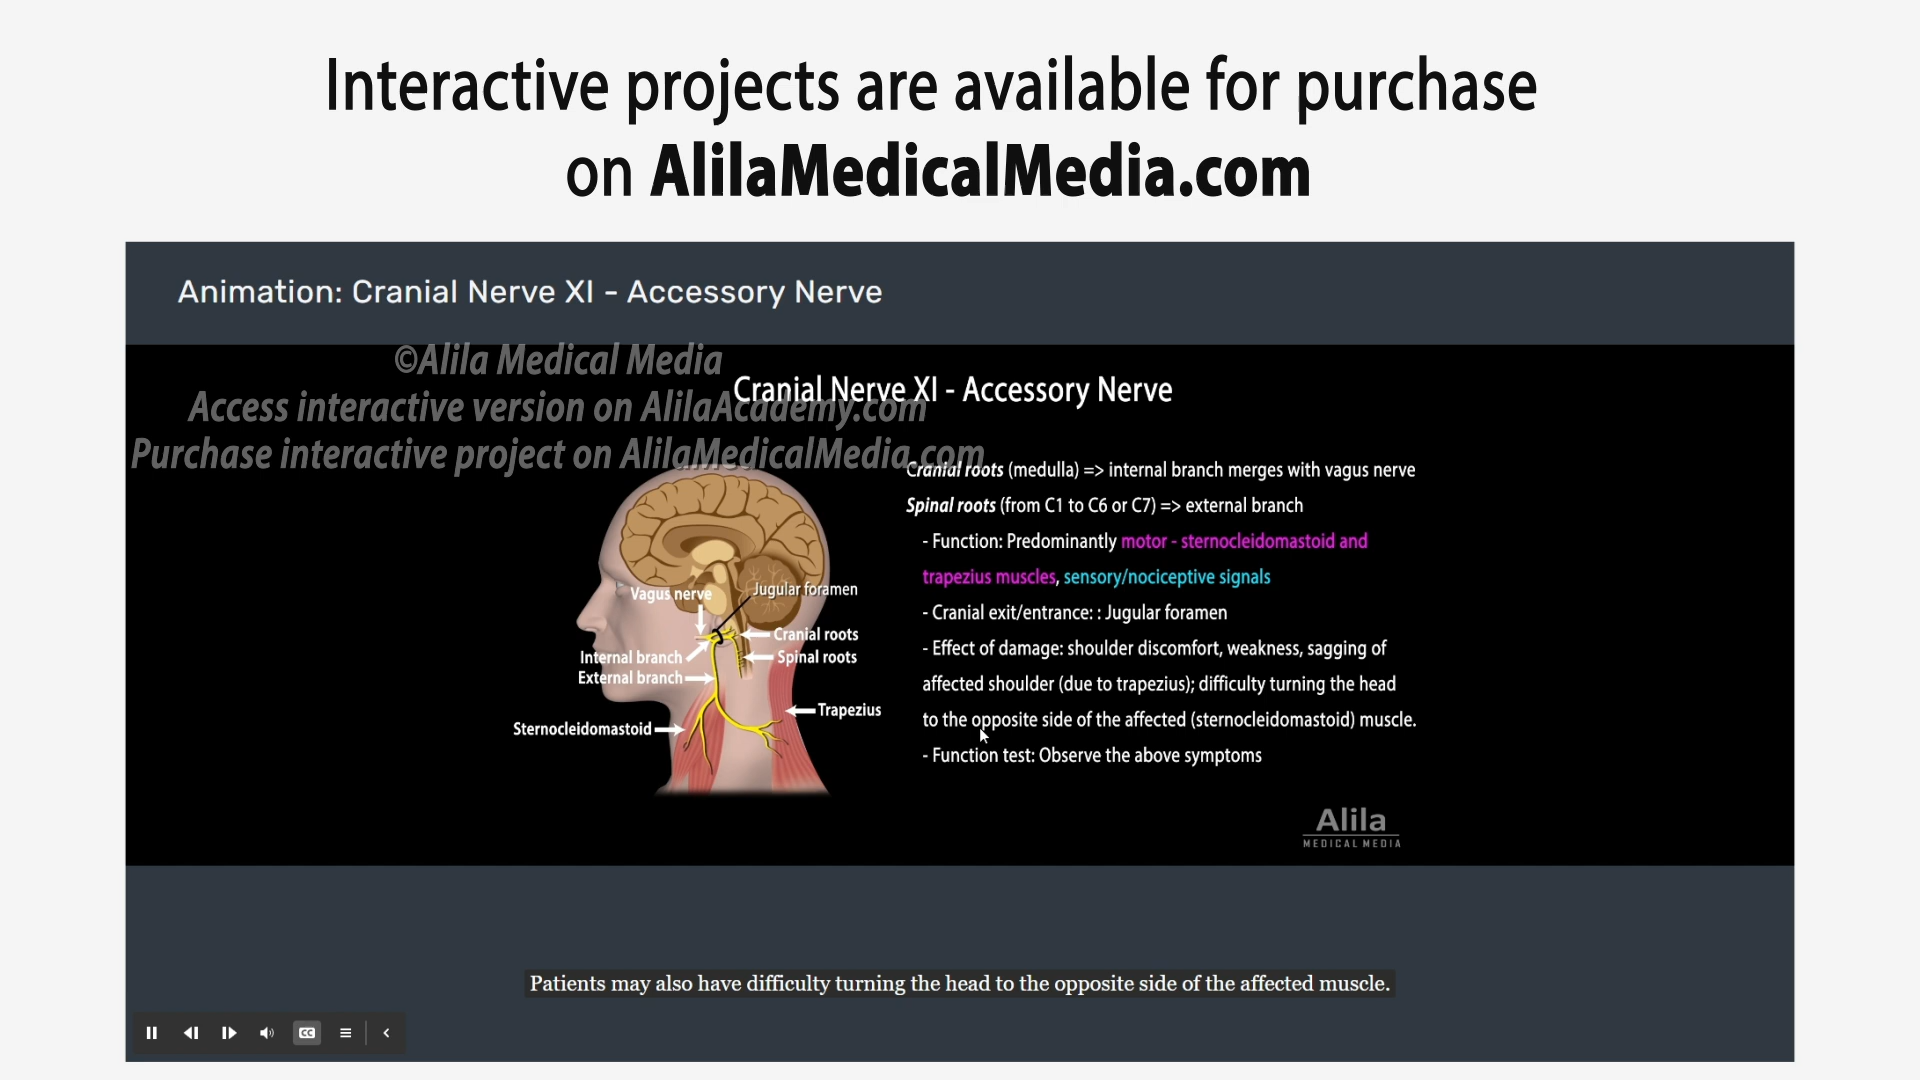 Interactive projects are available for purchase
on AlilaMedicalMedia.com
Animation: Cranial Nerve XI - Accessory Nerve
©Alila Medical Media
Access interactive version on AlilaAcademy.com
Purchase interactive project on AlilaMedicalMedia.com
Cranial Nerve XI - Accessory Nerve
Cranial roots (medulla) => internal branch merges with vagus nerve
Spinal roots (from C1 to C6 or C7) => external branch
- Function: Predominantly motor - sternocleidomastoid and
trapezius muscles, sensory/nociceptive signals
- Cranial exit/entrance: : Jugular foramen
- Effect of damage: shoulder discomfort, weakness, sagging of
affected shoulder (due to trapezius); difficulty turning the head
to the opposite side of the affected (sternocleidomastoid) muscle.
- Function test: Observe the above symptoms
Vagus nerve
Jugular foramen
Cranial roots
Internal branch
Spinal roots
External branch
Trapezius
Sternocleidomastoid
Alila
MEDICAL MEDIA
Patients may also have difficulty turning the head to the opposite side of the affected muscle.
CC